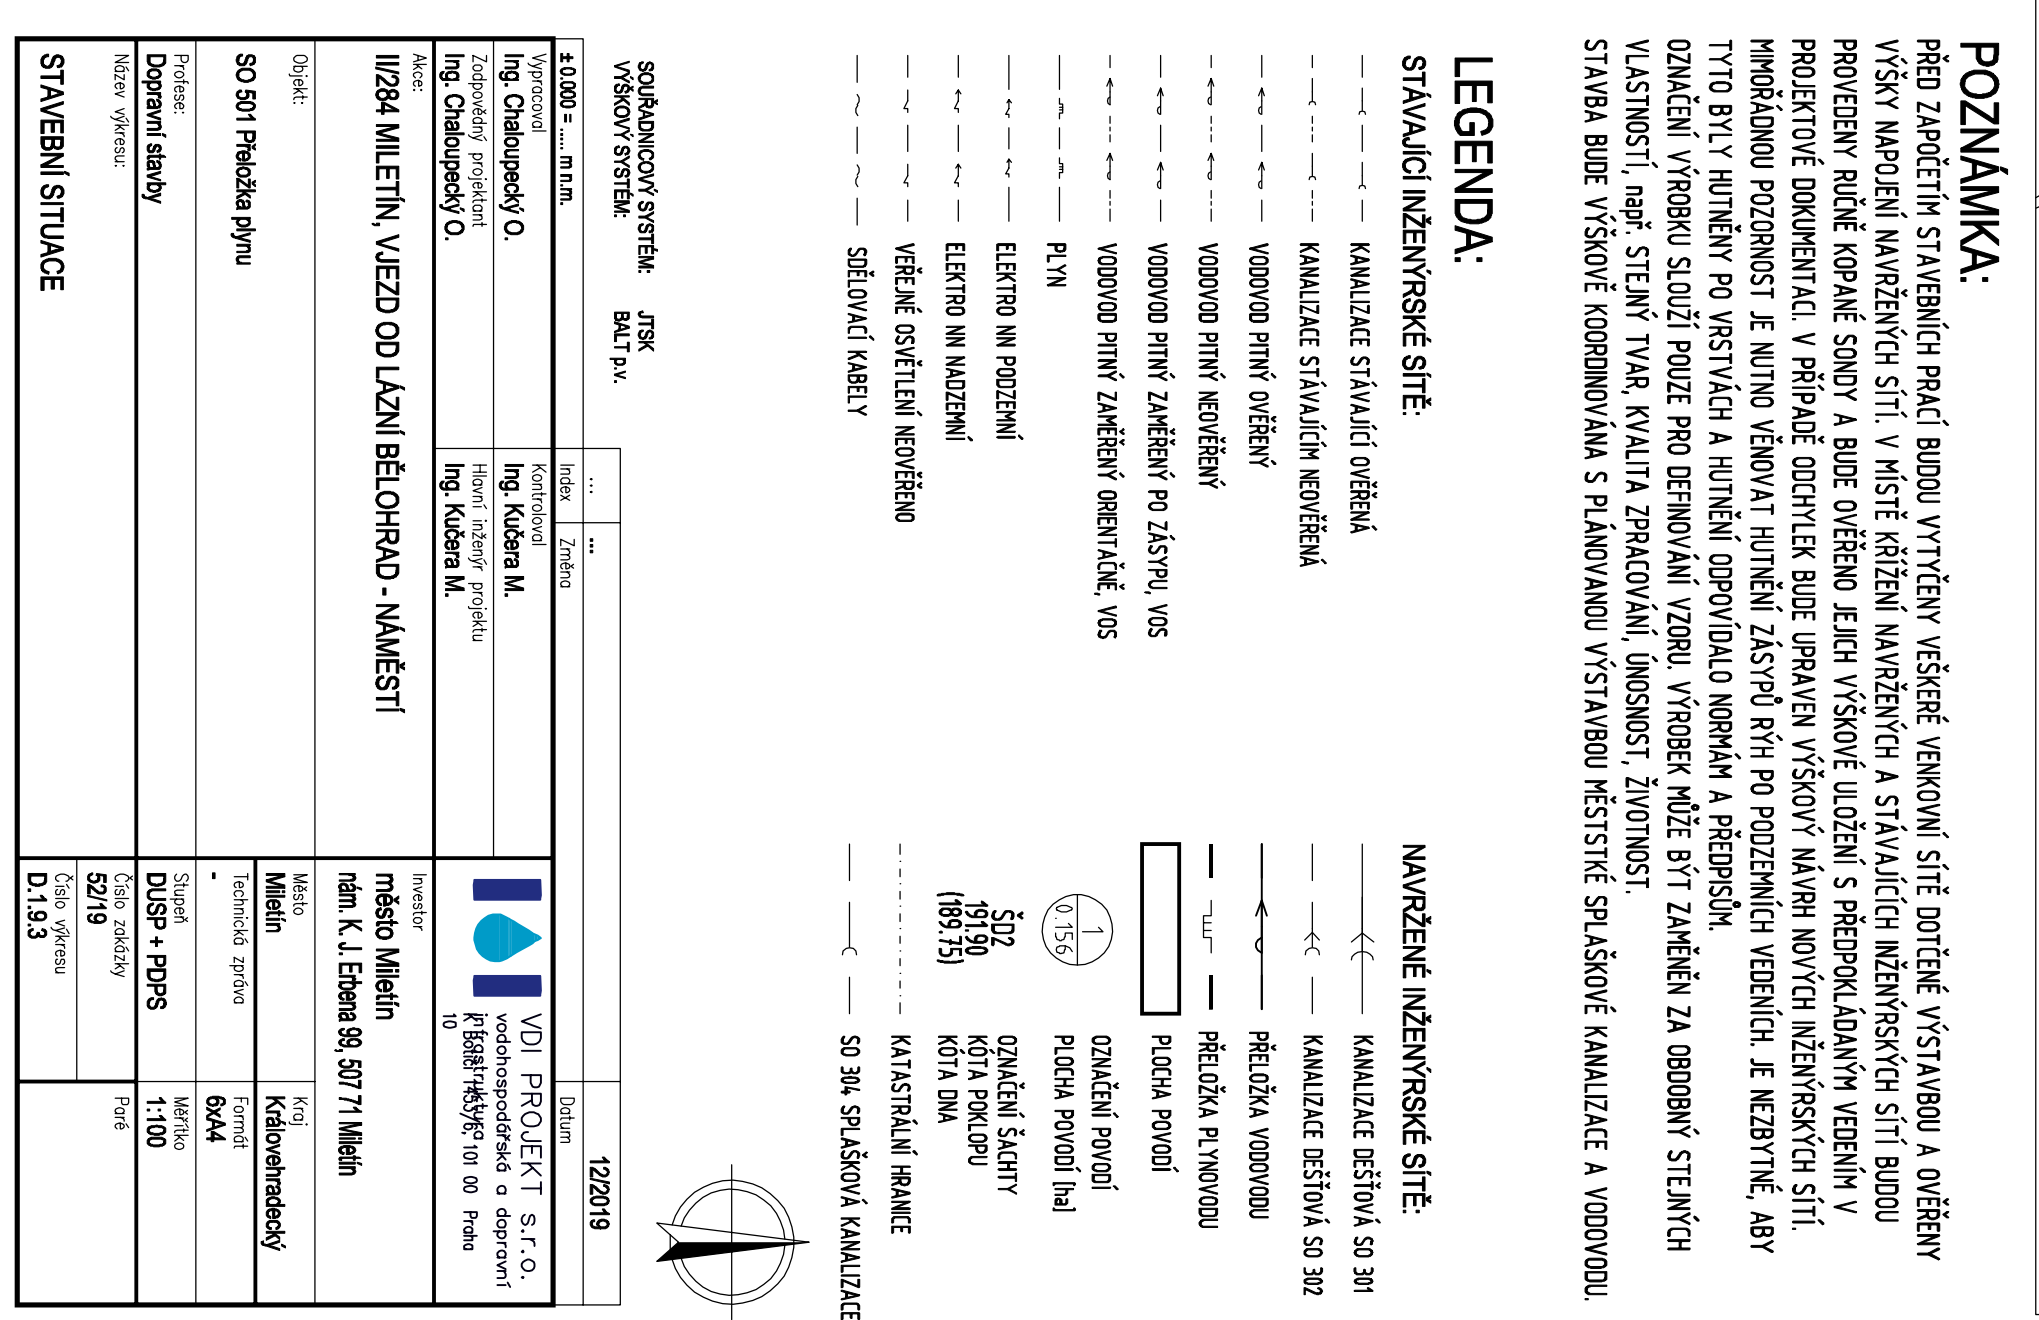 POZNÁMKA:
PŘED ZAPOČETÍM STAVEBNÍCH PRACÍ BUDOU VYTYČENY VEŠKERÉ VENKOVNÍ SÍTĚ DOTČENÉ VÝSTAVBOU A OVĚŘENY
VÝŠKY NAPOJENÍ NAVRŽENÝCH SÍTÍ. V MÍSTĚ KŘÍŽENÍ NAVRŽENÝCH A STÁVAJÍCÍCH INŽENÝRSKÝCH SÍTÍ BUDOU
PROVEDENY RUČNĚ KOPANÉ SONDY A BUDE OVĚŘENO JEJICH VÝŠKOVÉ ULOŽENÍ S PŘEDPOKLÁDANÝM VEDENÍM V
PROJEKTOVÉ DOKUMENTACI. V PŘÍPADĚ ODCHYLEK BUDE UPRAVEN VÝŠKOVÝ NÁVRH NOVÝCH INŽENÝRSKÝCH SÍTÍ.
MIMOŘÁDNOU POZORNOST JE NUTNO VĚNOVAT HUTNĚNÍ ZÁSYPŮ RÝH PO PODZEMNÍCH VEDENÍCH. JE NEZBYTNÉ, ABY
TYTO BYLY HUTNĚNY PO VRSTVÁCH A HUTNĚNÍ ODPOVÍDALO NORMÁM A PŘEDPISŮM.
OZNAČENÍ VÝROBKU SLOUŽÍ POUZE PRO DEFINOVÁNÍ VZORU. VÝROBEK MŮŽE BÝT ZAMĚNĚN ZA OBDOBNÝ STEJNÝCH
VLASTNOSTÍ, např. STEJNÝ TVAR, KVALITA ZPRACOVÁNÍ, ÚNOSNOST, ŽIVOTNOST.
STAVBA BUDE VÝŠKOVĚ KOORDINOVÁNA S PLÁNOVANOU VÝSTAVBOU MĚSTSTKÉ SPLAŠKOVÉ KANALIZACE A VODOVODU.
LEGENDA:
STÁVAJÍCÍ INŽENÝRSKÉ SÍTĚ:
KANALIZACE STÁVAJÍCÍ OVĚŘENÁ
KANALIZACE STÁVAJÍCÍM NEOVĚŘENÁ
VODOVOD PITNÝ OVĚŘENÝ
VODOVOD PITNÝ NEOVĚŘENÝ
VODOVOD PITNÝ ZAMĚŘENÝ PO ZÁSYPU, VOS
VODOVOD PITNÝ ZAMĚŘENÝ ORIENTAČNĚ, VOS
PLYN
ELEKTRO NN PODZEMNÍ
ELEKTRO NN NADZEMNÍ
VEŘEJNÉ OSVĚTLENÍ NEOVĚŘENO
SDĚLOVACÍ KABELY
NAVRŽENÉ INŽENÝRSKÉ SÍTĚ:
KANALIZACE DEŠŤOVÁ SO 301
KANALIZACE DEŠŤOVÁ SO 302
PŘELOŽKA VODOVODU
PŘELOŽKA PLYNOVODU
PLOCHA POVODÍ
1 OZNAČENÍ POVODÍ
0.156 PLOCHA POVODÍ [ha]
ŠD2 OZNAČENÍ ŠACHTY
191.90 KÓTA POKLOPU
(189.75) KÓTA DNA
KATASTRÁLNÍ HRANICE
SO 304 SPLAŠKOVÁ KANALIZACE
SOUŘADNICOVÝ SYSTÉM: JTSK
VÝŠKOVÝ SYSTÉM: BALT p.v.
... ... 12/2019
± 0.000 = ..... m n.m. Index Změna Datum
Vypracoval Kontroloval
Ing. Chaloupecký O. Ing. Kučera M.
Zodpovědný projektant Hlavní inženýr projektu
Ing. Chaloupecký O. Ing. Kučera M.
VDI PROJEKT s.r.o.
vodohospodářská a dopravní
infrastruktura
K Botiči 1453/6, 101 00 Praha
10
Akce: Investor
II/284 MILETÍN, VJEZD OD LÁZNÍ BĚLOHRAD - NÁMĚSTÍ město Miletín
nám. K. J. Erbena 99, 507 71 Miletín
Objekt: Město Kraj
Miletín Královehradecký
SO 501 Přeložka plynu Technická zpráva Formát
- 6xA4
Profese: Stupeň Měřítko
Dopravní stavby DUSP + PDPS 1:100
Název výkresu: Číslo zakázky Paré
52/19
STAVEBNÍ SITUACE Číslo výkresu
D.1.9.3